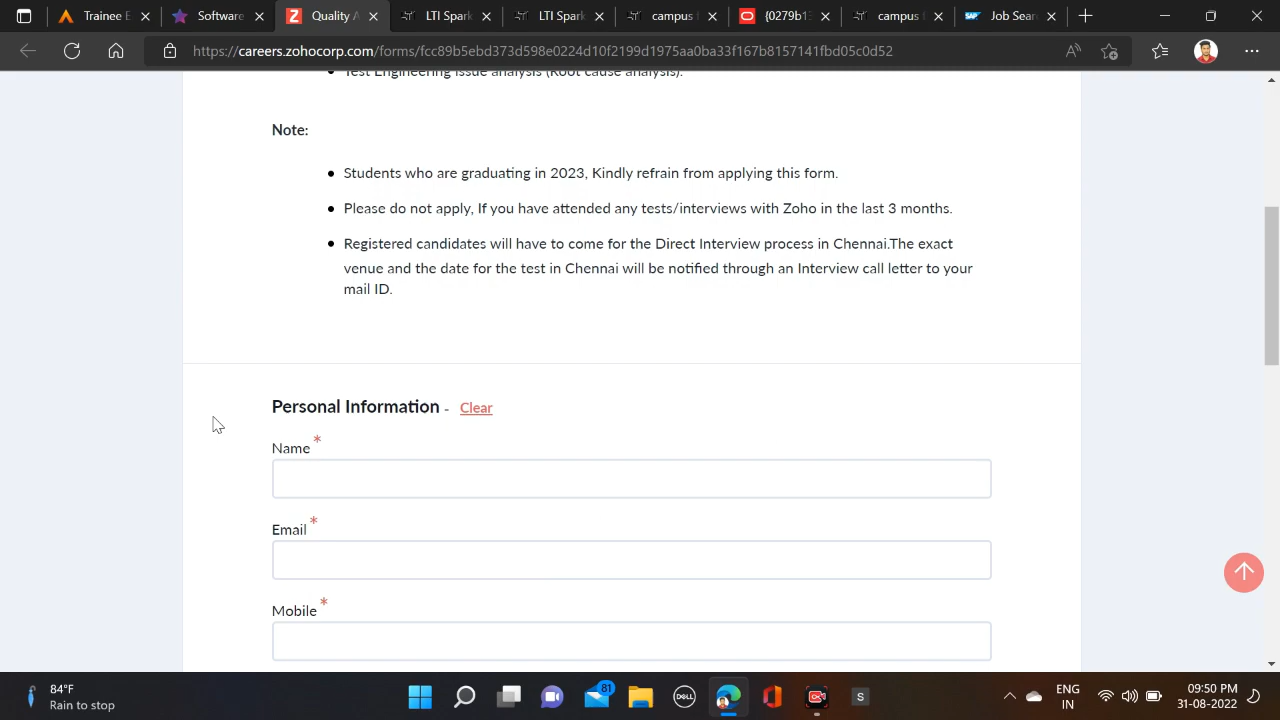 Trainee E
Software
Quality A
LTI Spark
LTI Spark
campus
{0279b1
campus
Job Sear
https://careers.zohocorp.com/forms/fcc89b5ebd373d598e0224d10f2199d1975aa0ba33f167b8157141fbd05c0d52
Test Engineering Issue analysis (Root cause analysis).
Note:
Students who are graduating in 2023, Kindly refrain from applying this form.
Please do not apply, If you have attended any tests/interviews with Zoho in the last 3 months.
Registered candidates will have to come for the Direct Interview process in Chennai.The exact
venue and the date for the test in Chennai will be notified through an Interview call letter to your
mail ID.
Personal Information - Clear
Name *
Email *
Mobile *
84°F
Rain to stop
81
DELL
S
ENG
IN
09:50 PM
31-08-2022